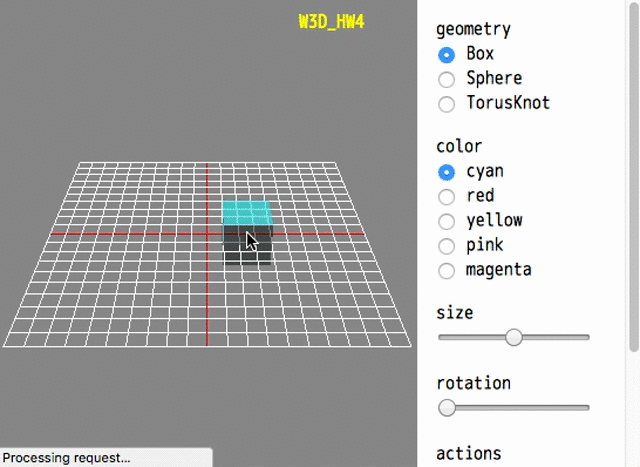 W3D_HW4
geometry
Box
Sphere
TorusKnot
color
cyan
red
yellow
pink
magenta
size
rotation
actions
Processing request...